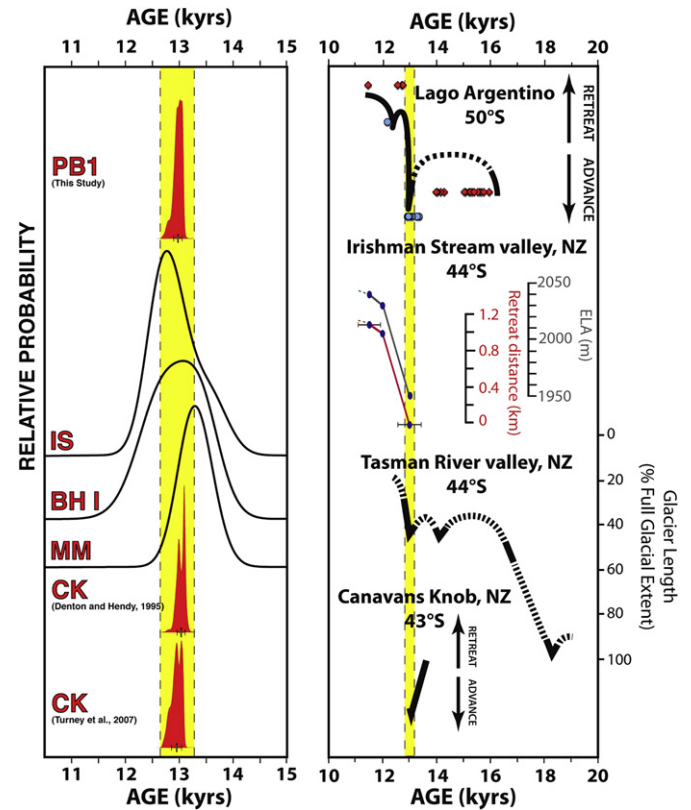 AGE (kyrs)
11 12 13 14 15
RELATIVE PROBABILITY
PB1
(This Study)
IS
BH I
MM
CK
(Denton and Hendy, 1995)
CK
(Turney et al., 2007)
11 12 13 14 15
AGE (kyrs)
AGE (kyrs)
10 12 14 16 18 20
Lago Argentino
50°S
RETREAT
ADVANCE
Irishman Stream valley, NZ
44°S
1.2
0.8
0.4
0
Retreat distance (km)
2050
2000
1950
ELA (m)
Tasman River valley, NZ
44°S
0
20
40
60
80
100
Glacier Length
(% Full Glacial Extent)
Canavans Knob, NZ
43°S
RETREAT
ADVANCE
10 12 14 16 18 20
AGE (kyrs)